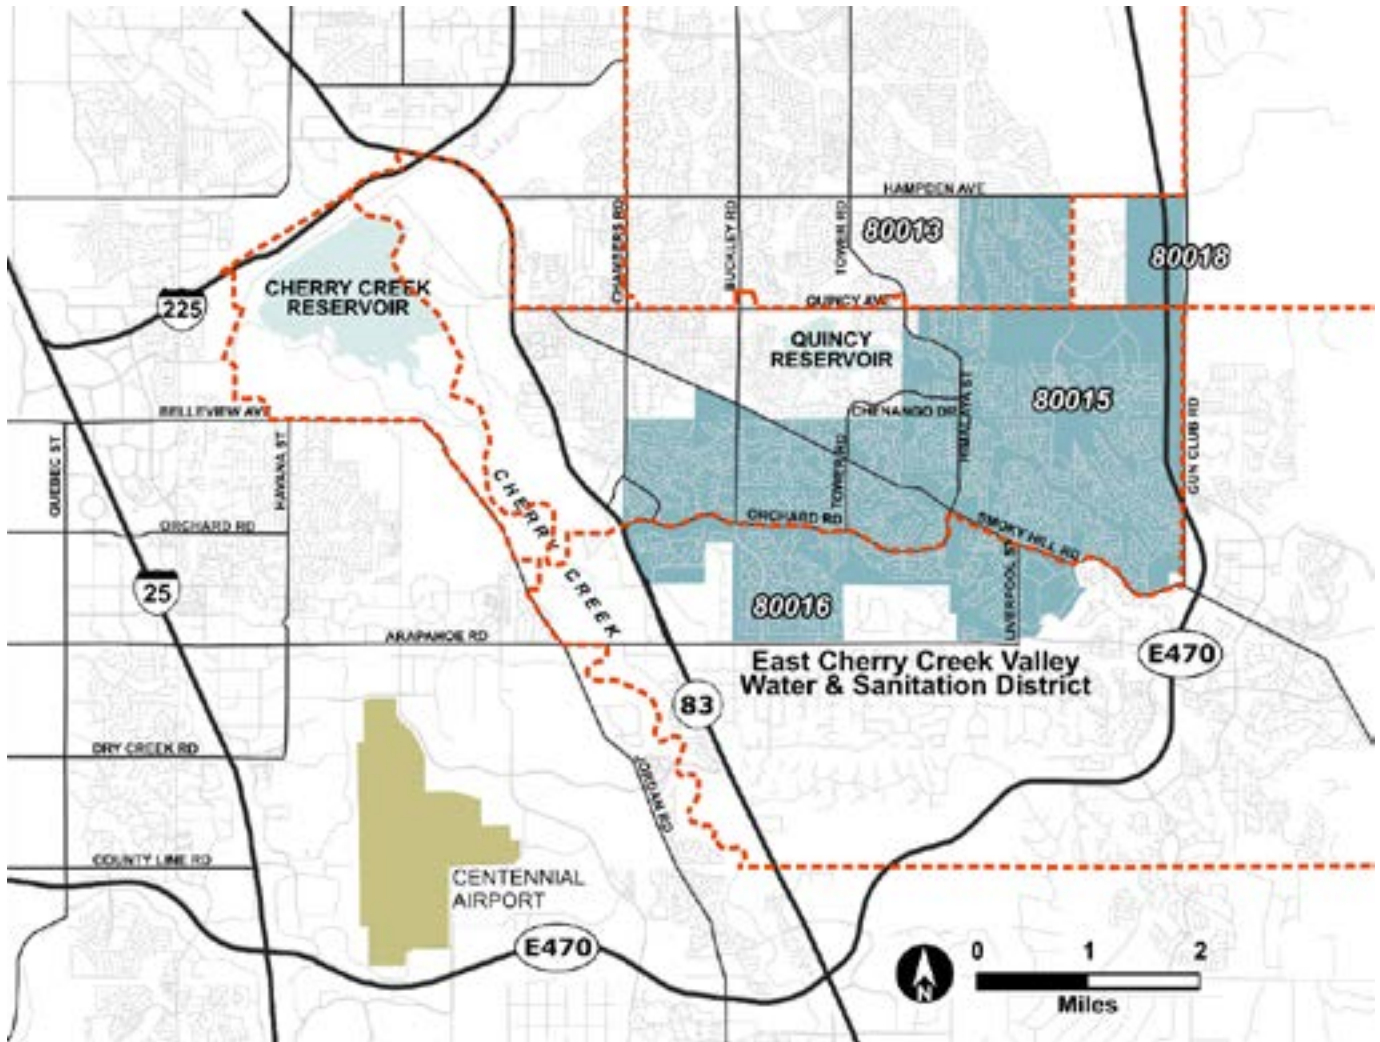 HAMPDEN AVE
CHAMBERS RD
BUCKLEY RD
TOWER RD
80013
80018
CHERRY CREEK
RESERVOIR
225
QUINCY AVE
QUINCY
RESERVOIR
80015
BELLEVIEW AVE
CHENANGO DR
HIMALAYA ST
GUN CLUB RD
QUEBEC ST
HAVANA ST
TOWER RD
CHERRY CREEK
ORCHARD RD
ORCHARD RD
SMOKY HILL RD
LIVERPOOL ST
25
80016
ARAPAHOE RD
East Cherry Creek Valley
Water & Sanitation District
E470
83
DRY CREEK RD
JORDAN RD
COUNTY LINE RD
CENTENNIAL
AIRPORT
E470
N
0 1 2
Miles